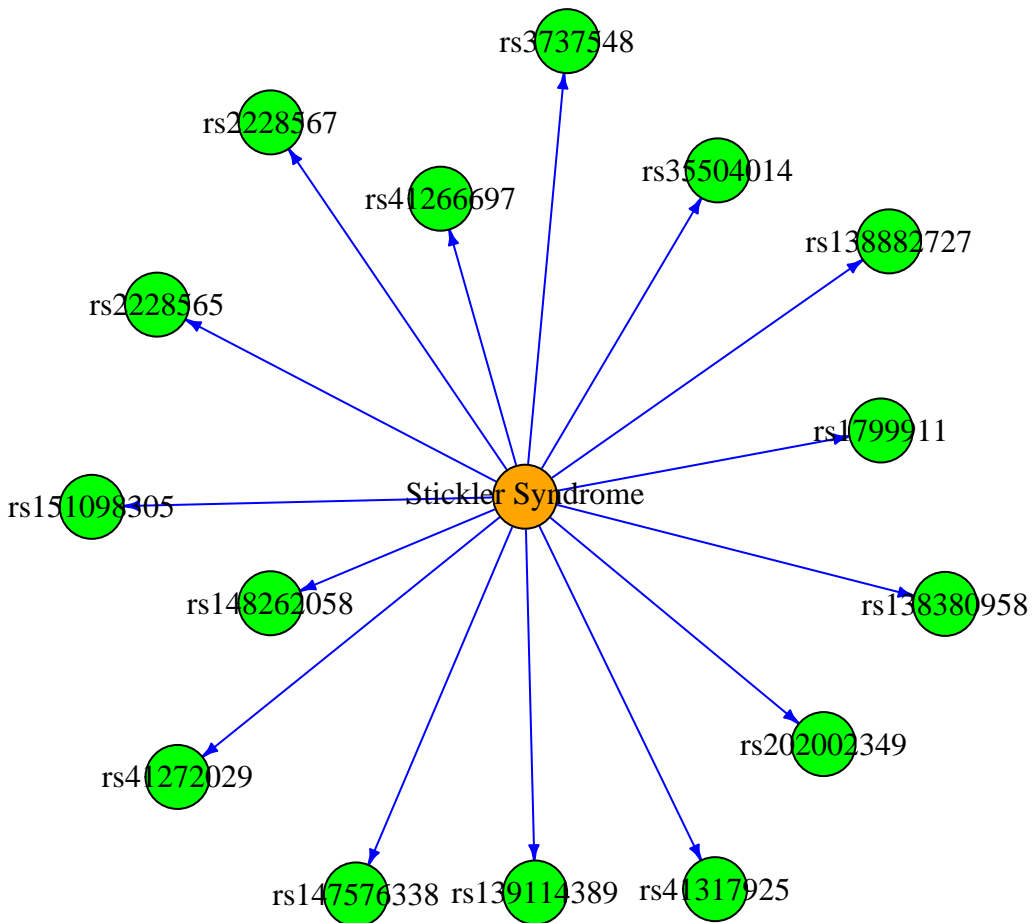 rs3737548
rs2228567
rs35504014
rs41266697
rs138882727
rs2228565
rs1799911
Stickler Syndrome
rs151098305
rs148262058
rs138380958
rs202002349
rs41272029
rs147576338
rs139114389
rs41317925